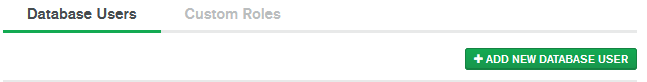 Database Users Custom Roles
+ ADD NEW DATABASE USER